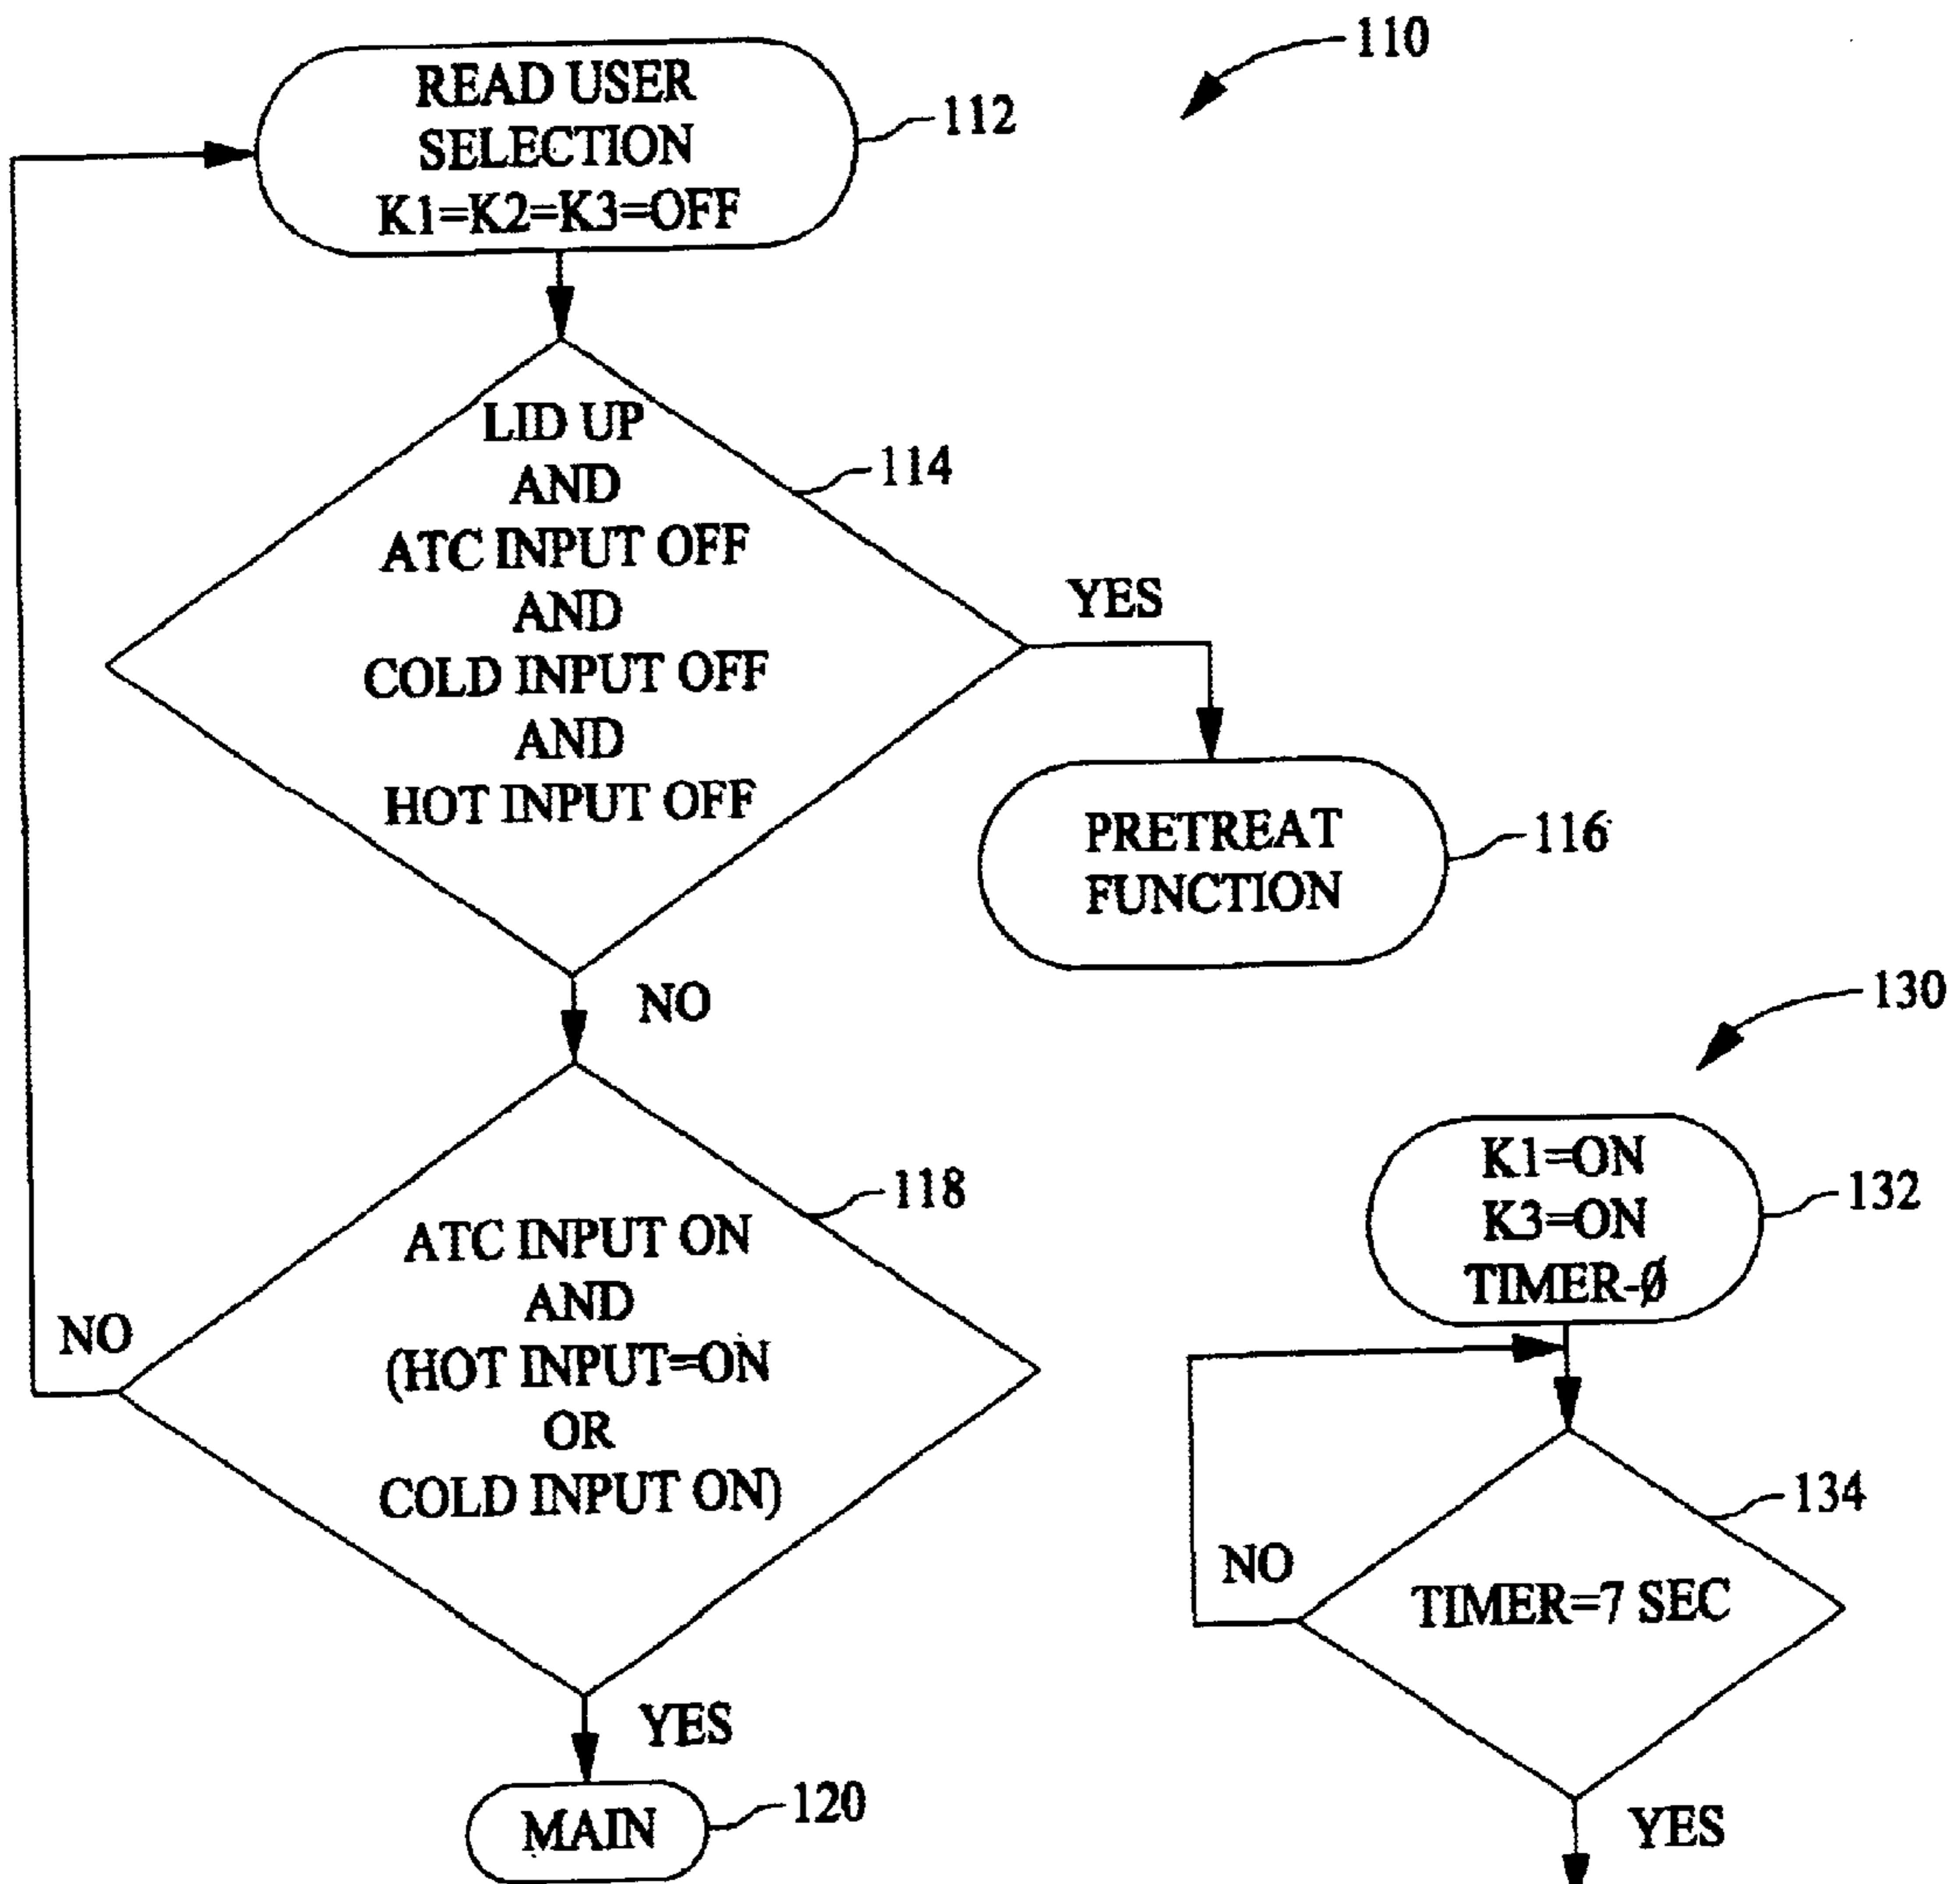 110
READ USER
SELECTION
K1=K2=K3=OFF
112
LID UP
AND
ATC INPUT OFF
AND
COLD INPUT OFF
AND
HOT INPUT OFF
114
YES
PRETREAT
FUNCTION
116
NO
ATC INPUT ON
AND
(HOT INPUT=ON
OR
COLD INPUT ON)
118
NO
YES
MAIN
120
130
K1=ON
K3=ON
TIMER-Ø
132
TIMER=7 SEC
134
NO
YES